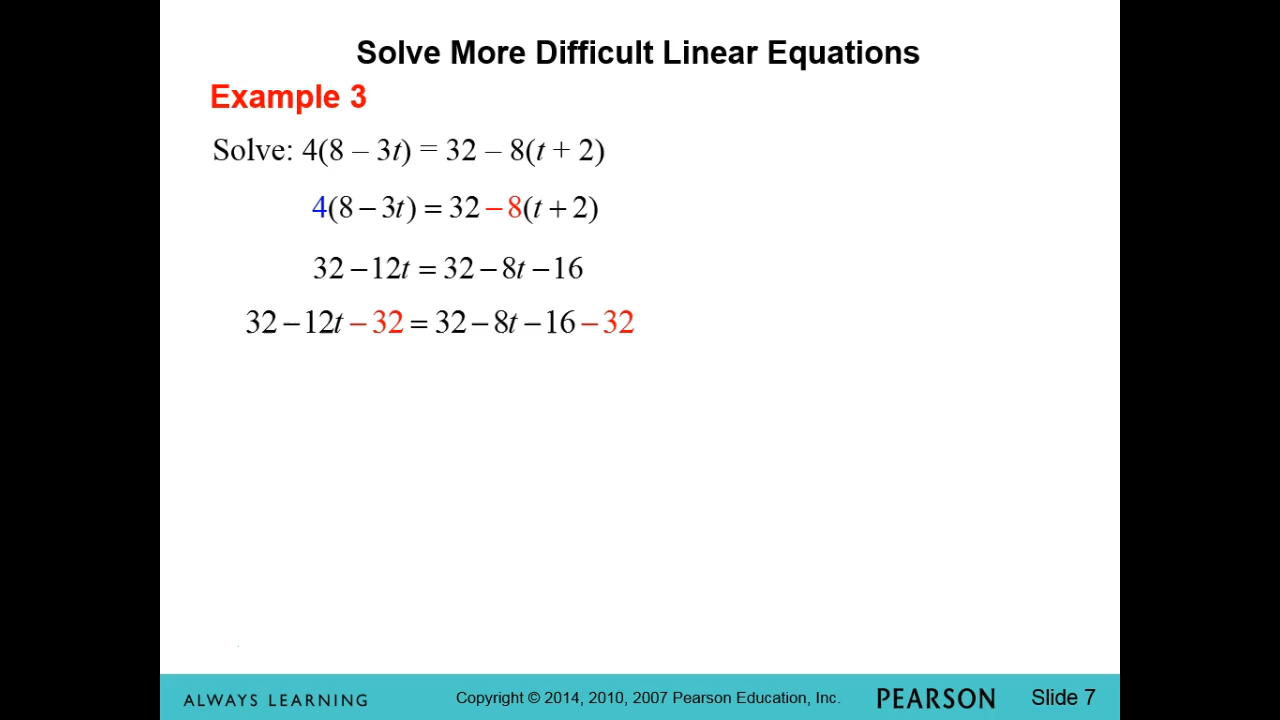 Solve More Difficult Linear Equations
Example 3
Solve: 4(8 – 3t) = 32 – 8(t + 2)
4(8 − 3t) = 32 − 8(t + 2)
32 − 12t = 32 − 8t − 16
32 − 12t − 32 = 32 − 8t − 16 − 32
ALWAYS LEARNING Copyright © 2014, 2010, 2007 Pearson Education, Inc. PEARSON Slide 7